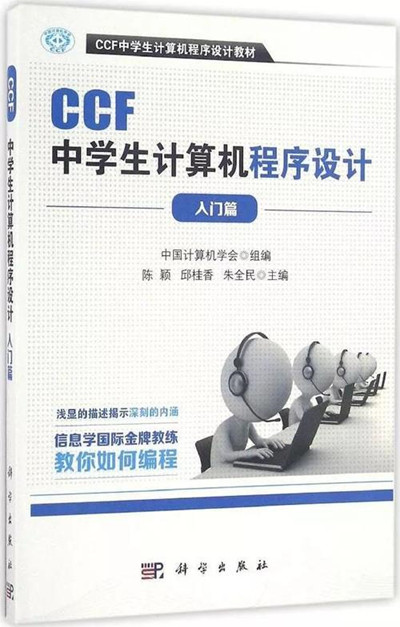 CCF中学生计算机程序设计教材
CCF
中学生计算机程序设计
入门篇
中国计算机学会 组编
陈 颖 邱桂香 朱全民 主编
浅显的描述揭示深刻的内涵
信息学国际金牌教练
教你如何编程
科学出版社
CCF 中学生计算机程序设计 入门篇
科学出版社